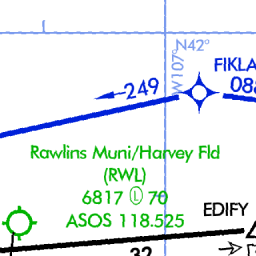 N42°
W107°
FIKLA
249
088
Rawlins Muni/Harvey Fld
(RWL)
6817 Ⓛ 70
ASOS 118.525
EDIFY
32